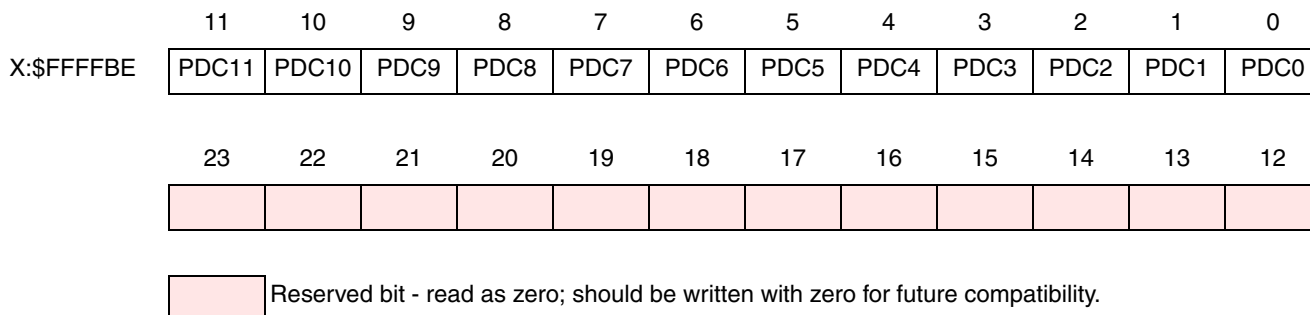 11 10 9 8 7 6 5 4 3 2 1 0
X:$FFFFBE PDC11 PDC10 PDC9 PDC8 PDC7 PDC6 PDC5 PDC4 PDC3 PDC2 PDC1 PDC0
23 22 21 20 19 18 17 16 15 14 13 12
Reserved bit - read as zero; should be written with zero for future compatibility.